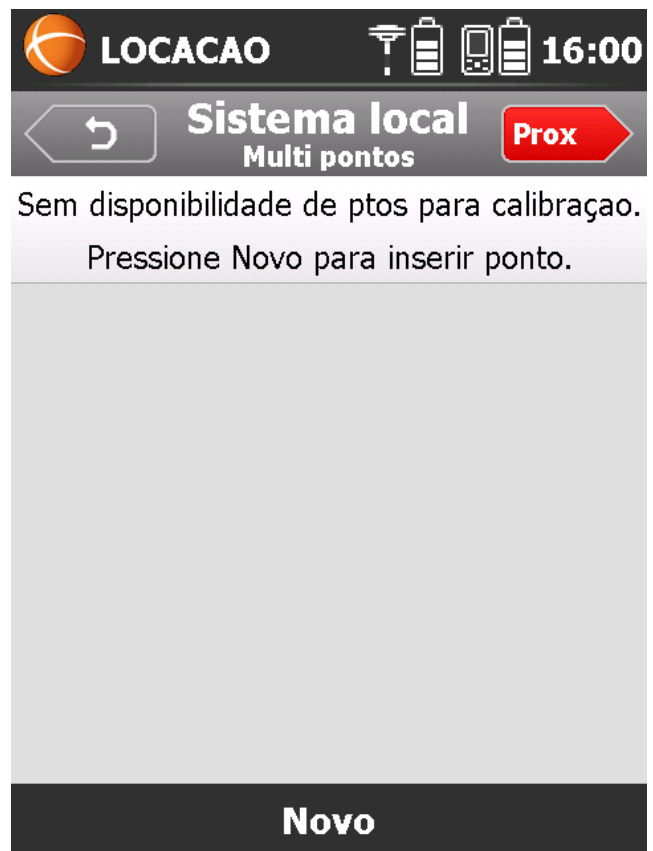 LOCACAO 16:00
Sistema local
Multi pontos
Prox
Sem disponibilidade de ptos para calibraçao.
Pressione Novo para inserir ponto.
Novo